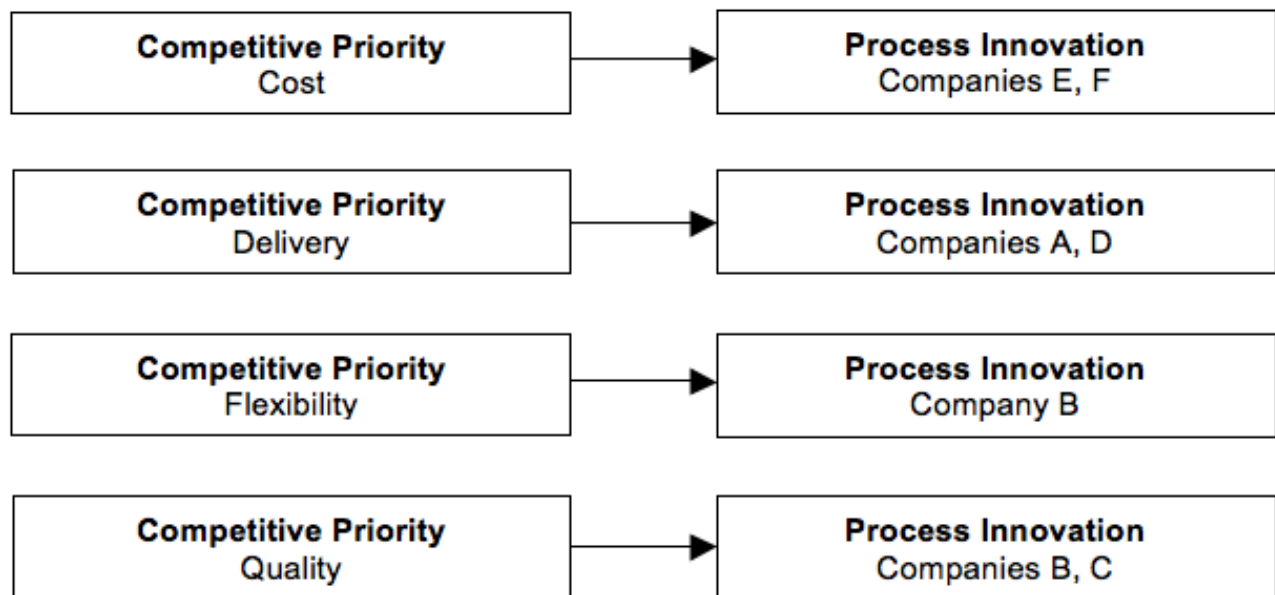 Competitive Priority
Cost
Process Innovation
Companies E, F
Competitive Priority
Delivery
Process Innovation
Companies A, D
Competitive Priority
Flexibility
Process Innovation
Company B
Competitive Priority
Quality
Process Innovation
Companies B, C